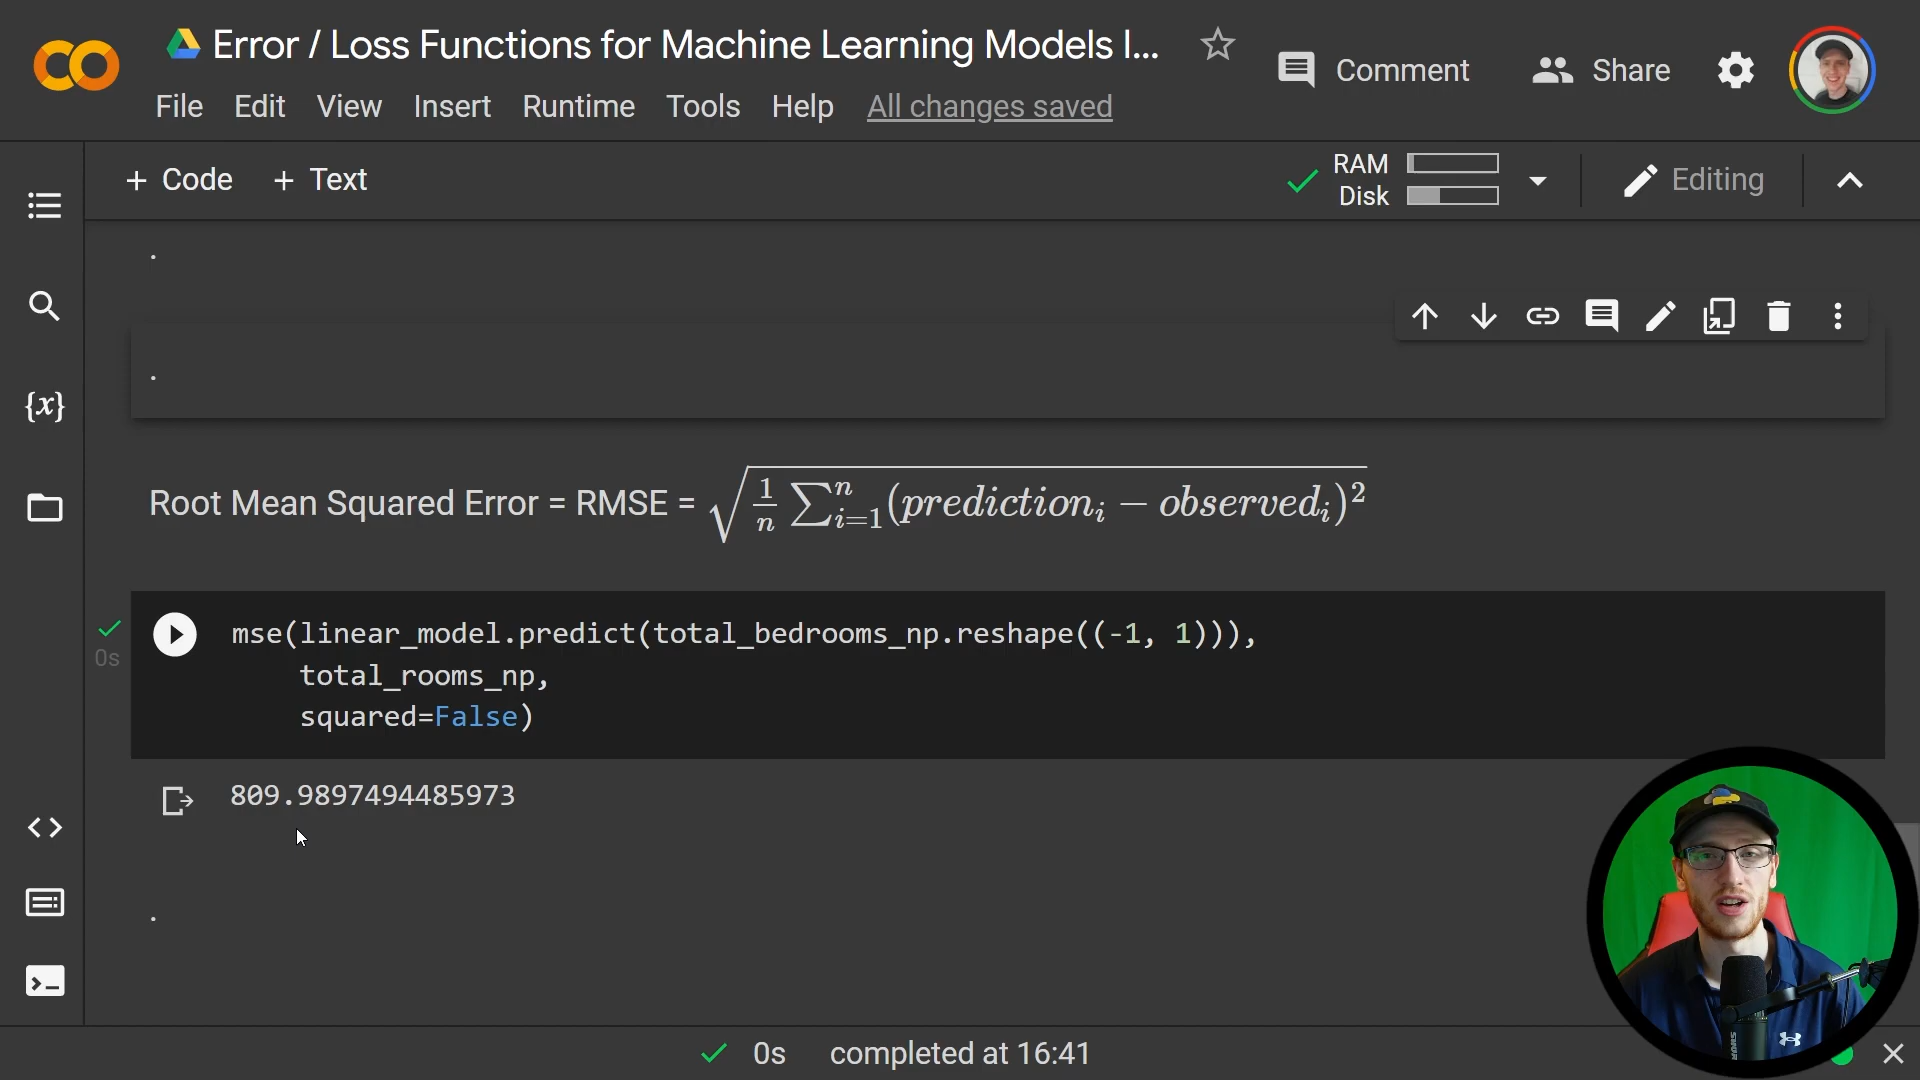 Error / Loss Functions for Machine Learning Models I...
Comment
Share
File Edit View Insert Runtime Tools Help All changes saved
+ Code + Text
RAM
Disk
Editing
{x}
.
.
Root Mean Squared Error = RMSE = √(1/n ∑ⁿᵢ₌₁(predictionᵢ − observedᵢ)²)
0s
mse(linear_model.predict(total_bedrooms_np.reshape((-1, 1))),
total_rooms_np,
squared=False)
809.9897494485973
.
0s completed at 16:41